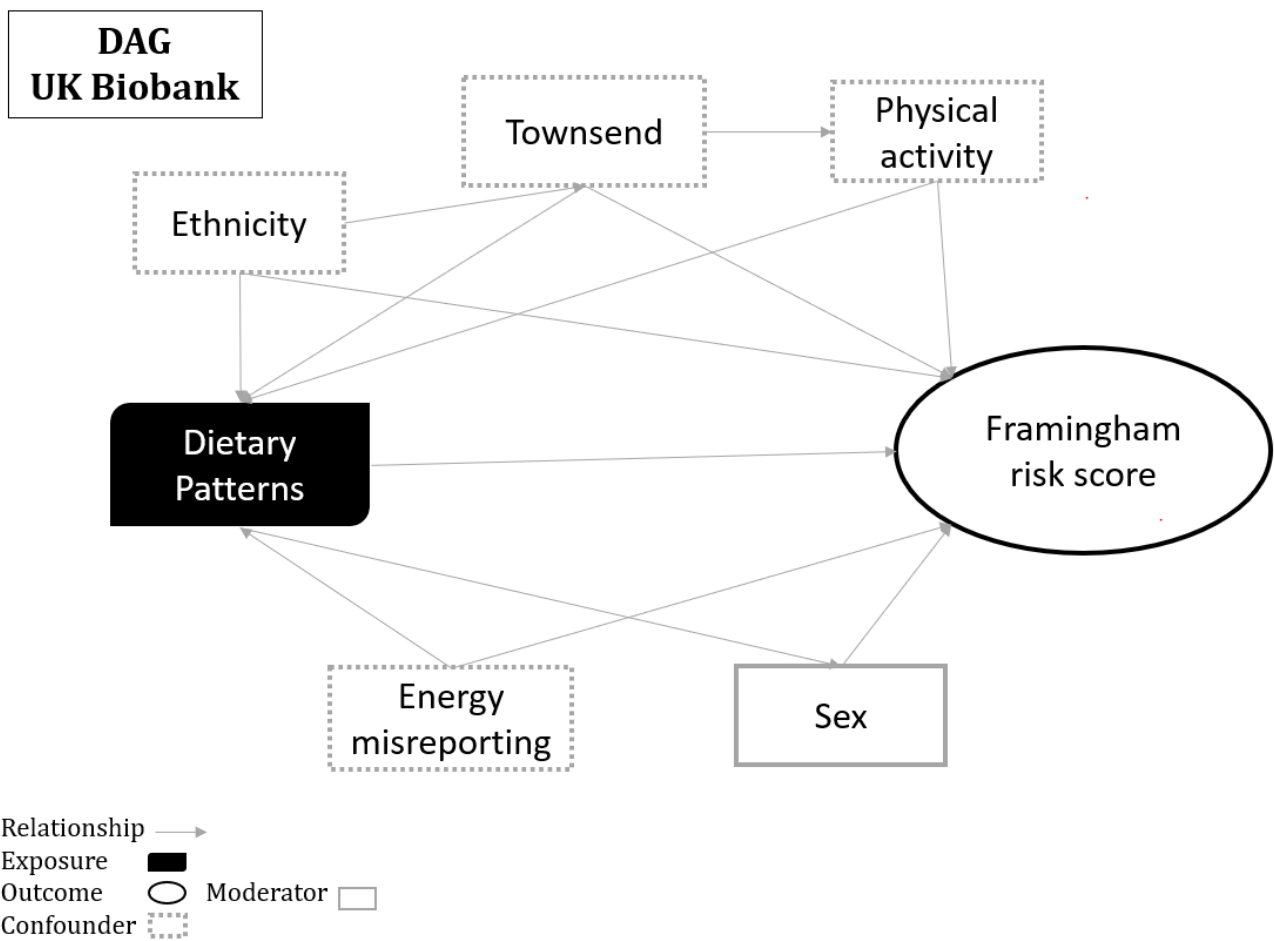 DAG
UK Biobank
Townsend
Physical
activity
Ethnicity
Dietary
Patterns
Framingham
risk score
Energy
misreporting
Sex
Relationship
Exposure
Outcome
Moderator
Confounder